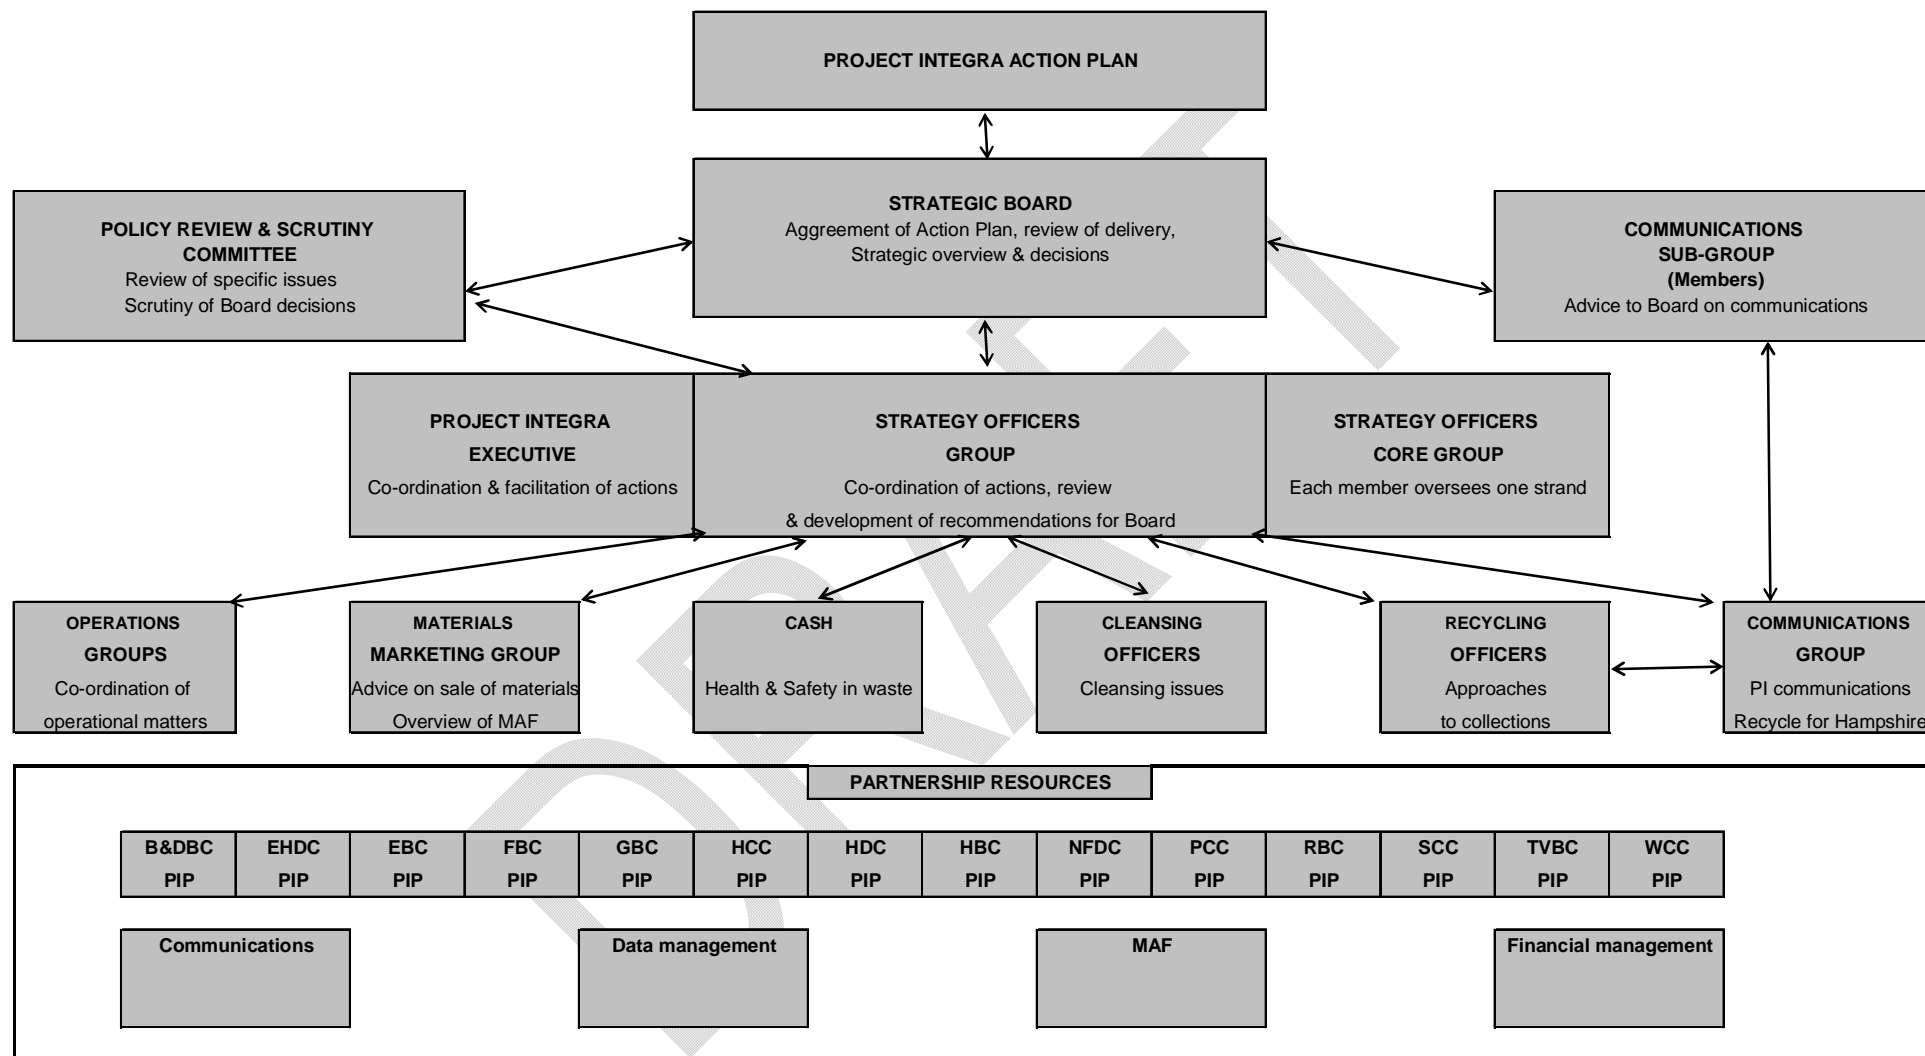 PROJECT INTEGRA ACTION PLAN
STRATEGIC BOARD
Aggreement of Action Plan, review of delivery,
Strategic overview & decisions
POLICY REVIEW & SCRUTINY
COMMITTEE
Review of specific issues
Scrutiny of Board decisions
COMMUNICATIONS
SUB-GROUP
(Members)
Advice to Board on communications
PROJECT INTEGRA
EXECUTIVE
Co-ordination & facilitation of actions
STRATEGY OFFICERS
GROUP
Co-ordination of actions, review
& development of recommendations for Board
STRATEGY OFFICERS
CORE GROUP
Each member oversees one strand
OPERATIONS
GROUPS
Co-ordination of
operational matters
MATERIALS
MARKETING GROUP
Advice on sale of materials
Overview of MAF
CASH
Health & Safety in waste
CLEANSING
OFFICERS
Cleansing issues
RECYCLING
OFFICERS
Approaches
to collections
COMMUNICATIONS
GROUP
PI communications
Recycle for Hampshire
PARTNERSHIP RESOURCES
B&DBC
PIP
EHDC
PIP
EBC
PIP
FBC
PIP
GBC
PIP
HCC
PIP
HDC
PIP
HBC
PIP
NFDC
PIP
PCC
PIP
RBC
PIP
SCC
PIP
TVBC
PIP
WCC
PIP
Communications
Data management
MAF
Financial management
DRAFT